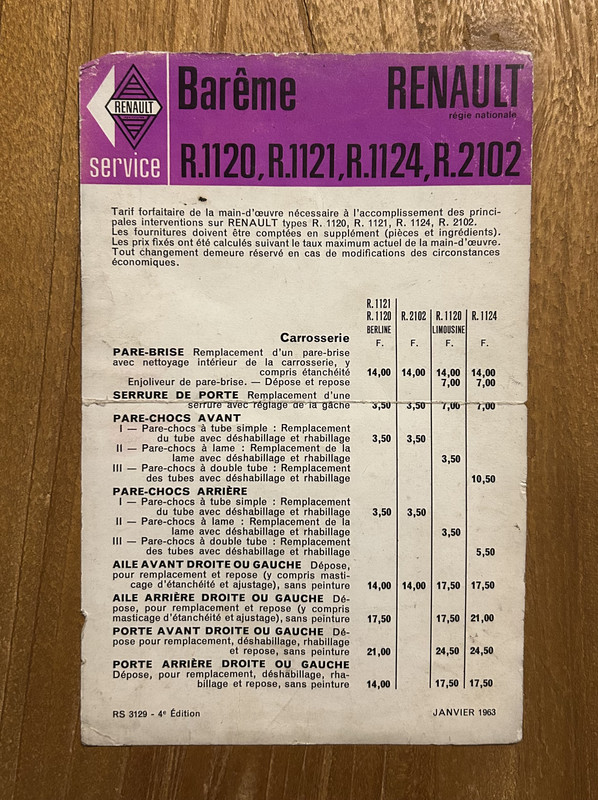 RENAULT
service
Barême RENAULT
régie nationale
R.1120, R.1121, R.1124, R.2102
Tarif forfaitaire de la main-d'œuvre nécessaire à l'accomplissement des princi-
pales interventions sur RENAULT types R. 1120, R. 1121, R. 1124, R. 2102.
Les fournitures doivent être comptées en supplément (pièces et ingrédients).
Les prix fixés ont été calculés suivant le taux maximum actuel de la main-d'œuvre.
Tout changement demeure réservé en cas de modifications des circonstances
économiques.
R. 1121
R. 1120 R. 2102 R. 1120 R. 1124
BERLINE LIMOUSINE
Carrosserie F. F. F. F.
PARE-BRISE Remplacement d'un pare-brise
avec nettoyage intérieur de la carrosserie, y
compris étanchéité 14,00 14,00 14,00 14,00
Enjoliveur de pare-brise. — Dépose et repose 7,00 7,00
SERRURE DE PORTE Remplacement d'une
serrure avec réglage de la gâche 3,50 3,50 7,00 7,00
PARE-CHOCS AVANT
I — Pare-chocs à tube simple : Remplacement
du tube avec déshabillage et rhabillage 3,50 3,50
II — Pare-chocs à lame : Remplacement de la
lame avec déshabillage et rhabillage 3,50
III — Pare-chocs à double tube : Remplacement
des tubes avec déshabillage et rhabillage 10,50
PARE-CHOCS ARRIÈRE
I — Pare-chocs à tube simple : Remplacement
du tube avec déshabillage et rhabillage 3,50 3,50
II — Pare-chocs à lame : Remplacement de la
lame avec déshabillage et rhabillage 3,50
III — Pare-chocs à double tube : Remplacement
des tubes avec déshabillage et rhabillage 5,50
AILE AVANT DROITE OU GAUCHE Dépose,
pour remplacement et repose (y compris masti-
cage d'étanchéité et ajustage), sans peinture 14,00 14,00 17,50 17,50
AILE ARRIÈRE DROITE OU GAUCHE Dé-
pose, pour remplacement et repose (y compris
masticage d'étanchéité et ajustage), sans peinture 17,50 17,50 21,00
PORTE AVANT DROITE OU GAUCHE Dé-
pose pour remplacement, déshabillage, rhabillage
et repose, sans peinture 21,00 24,50 24,50
PORTE ARRIÈRE DROITE OU GAUCHE
Dépose, pour remplacement, déshabillage, rha-
billage et repose, sans peinture 14,00 17,50 17,50
RS 3129 - 4e Édition JANVIER 1963